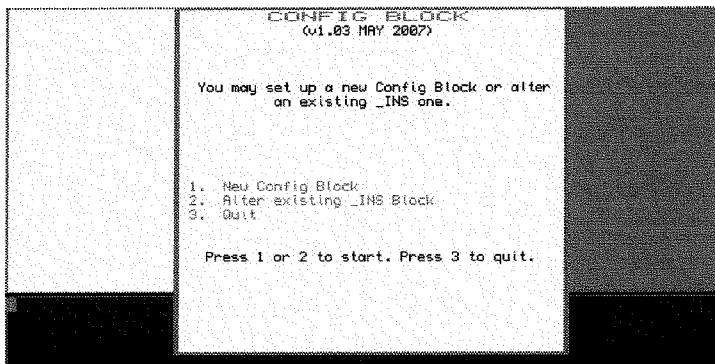 CONFIG BLOCK
(v1.03 MAY 2007)
You may set up a new Config Block or alter
an existing _INS one.
1. New Config Block
2. Alter existing _INS Block
3. Quit
Press 1 or 2 to start. Press 3 to quit.